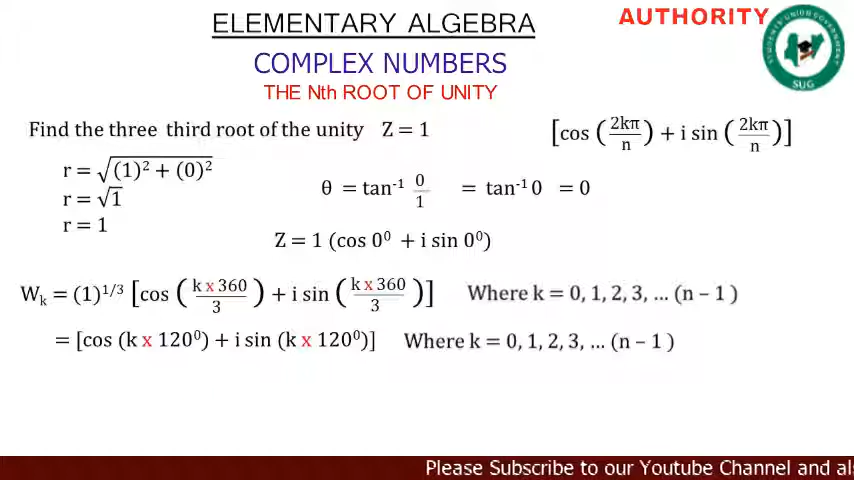 ELEMENTARY ALGEBRA
AUTHORITY
COMPLEX NUMBERS
THE Nth ROOT OF UNITY
STUDENTS UNION GOVERNMENT
SUG
Find the three third root of the unity Z = 1
[cos (2kπ/n) + i sin (2kπ/n)]
r = √(1)² + (0)²
r = √1
r = 1
θ = tan⁻¹ 0/1 = tan⁻¹ 0 = 0
Z = 1 (cos 0⁰ + i sin 0⁰)
Wₖ = (1)^1/3 [cos (k x 360/3) + i sin (k x 360/3)] Where k = 0, 1, 2, 3, ... (n – 1 )
= [cos (k x 120⁰) + i sin (k x 120⁰)] Where k = 0, 1, 2, 3, ... (n – 1 )
Please Subscribe to our Youtube Channel and al